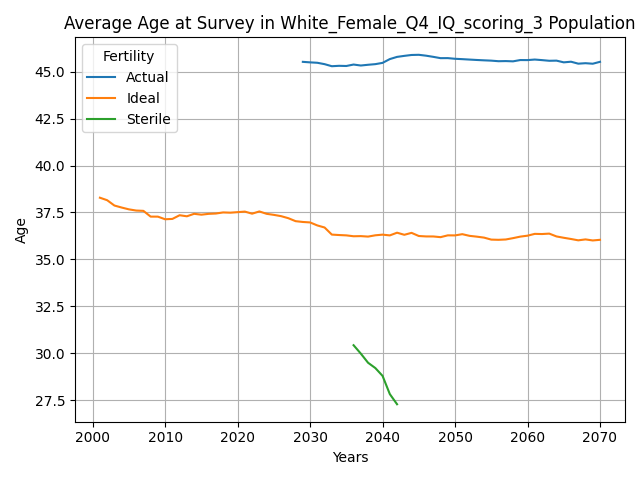 Average Age at Survey in White_Female_Q4_IQ_scoring_3 Population
Fertility
Actual
Ideal
Sterile
Age
45.0
42.5
40.0
37.5
35.0
32.5
30.0
27.5
2000
2010
2020
2030
2040
2050
2060
2070
Years